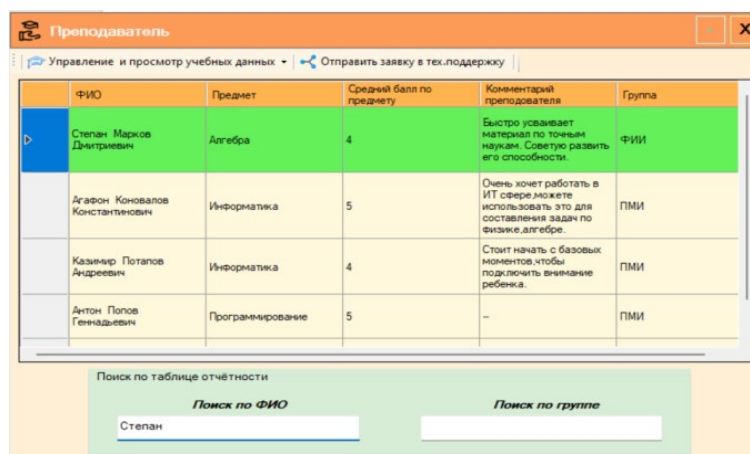 Преподаватель
Управление и просмотр учебных данных
Отправить заявку в тех.поддержку
ФИО
Предмет
Средний балл по
предмету
Комментарий
преподователя
Группа
Степан Марков
Дмитриевич
Алгебра
4
Быстро усваивает
материал по точным
наукам. Советую развить
его способности.
ФИИ
Агафон Коновалов
Константинович
Информатика
5
Очень хочет работать в
ИТ сфере,можете
использовать это для
составления задач по
физике,алгебре.
ПМИ
Казимир Потапов
Андреевич
Информатика
4
Стоит начать с базовых
моментов,чтобы
подключить внимание
ребенка.
ПМИ
Антон Попов
Геннадьевич
Программирование
5
--
ПМИ
Поиск по таблице отчётности
Поиск по ФИО
Поиск по группе
Степан